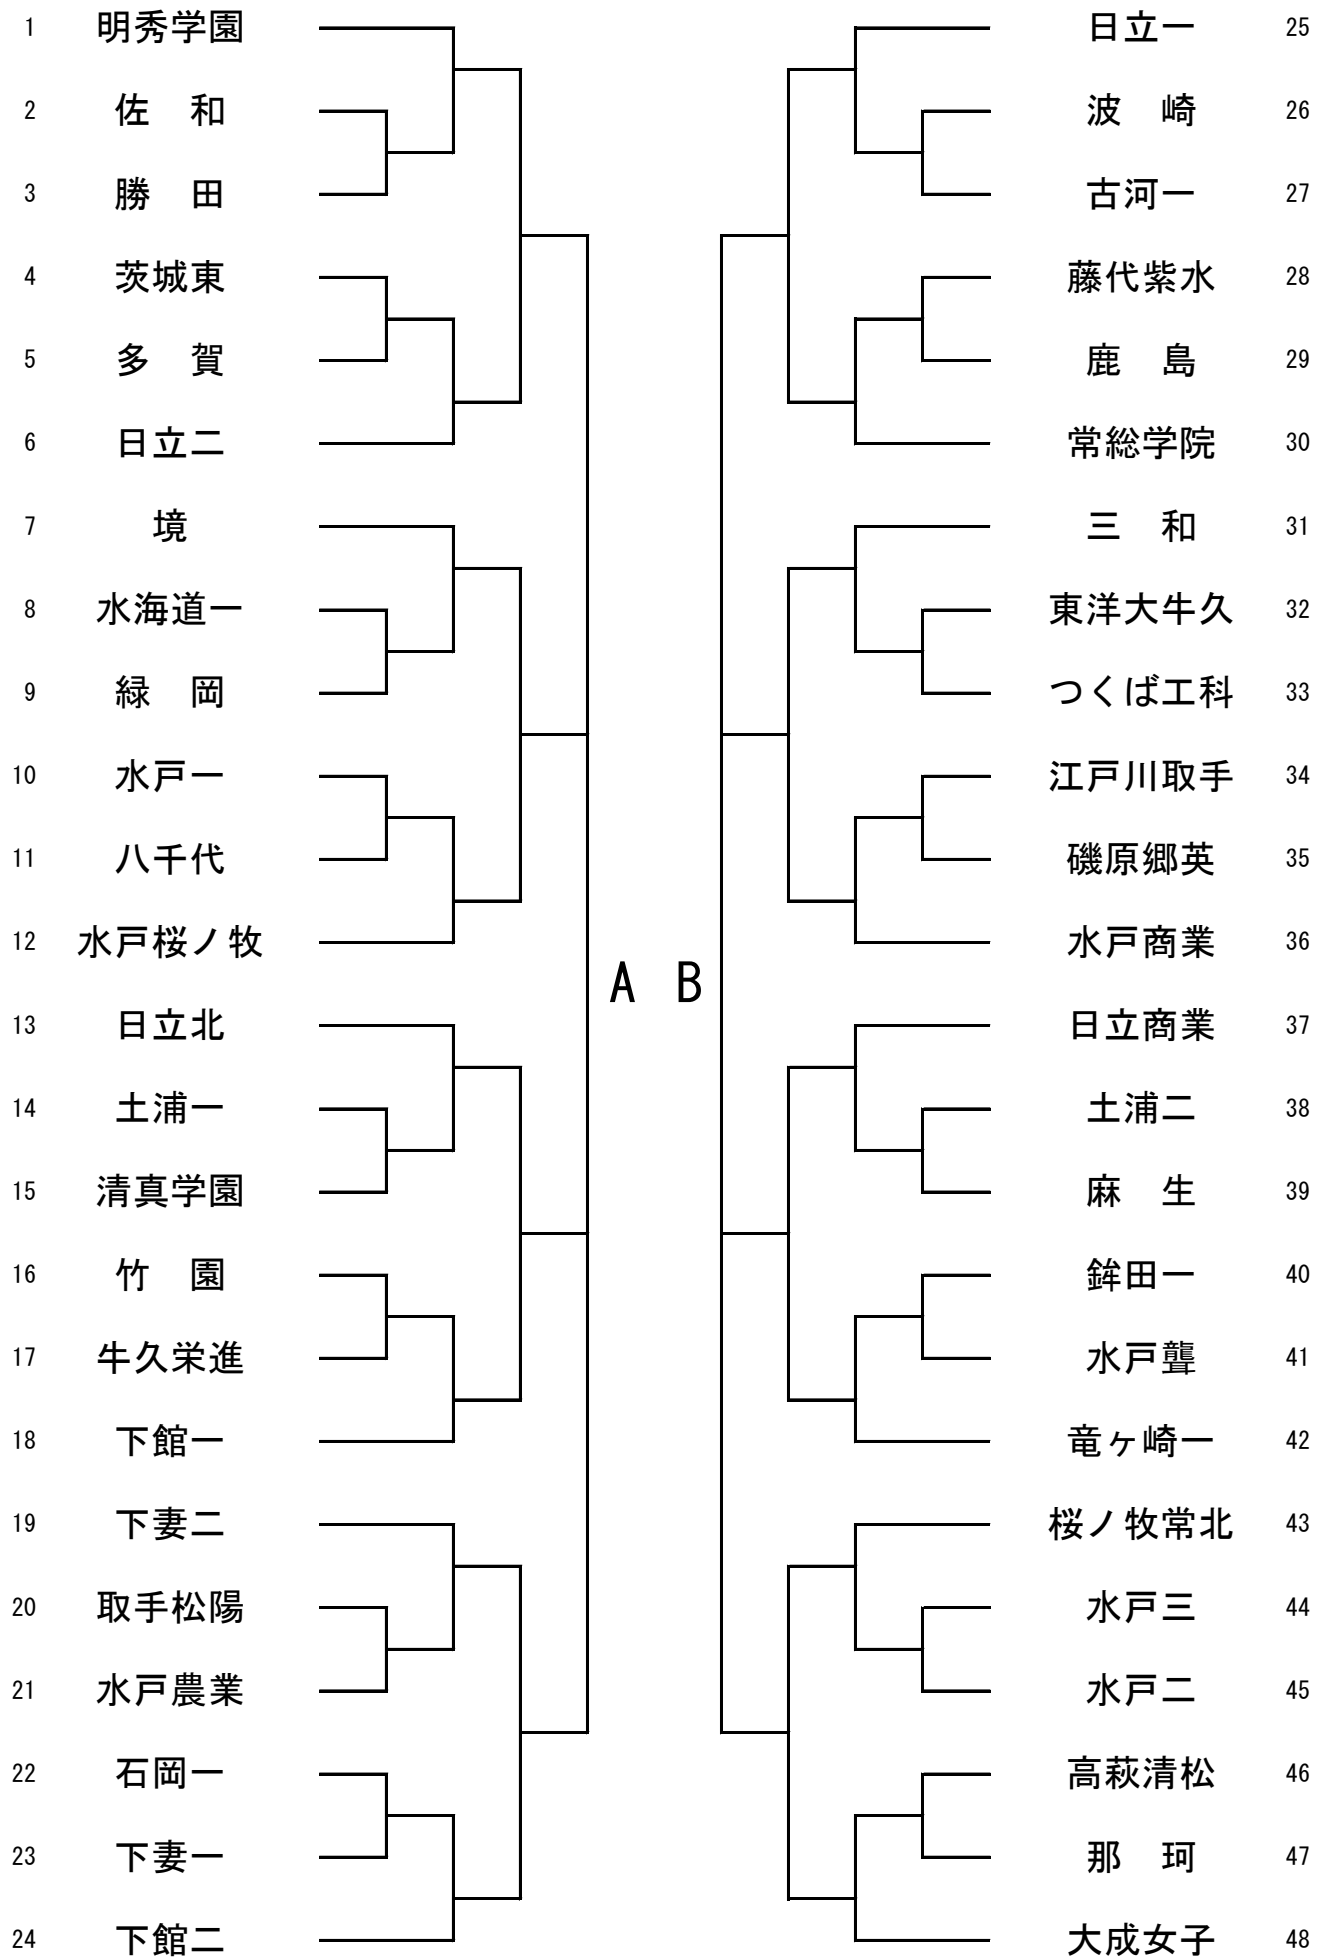 1 明秀学園
2 佐　和
3 勝　田
4 茨城東
5 多　賀
6 日立二
7 境
8 水海道一
9 緑　岡
10 水戸一
11 八千代
12 水戸桜ノ牧
13 日立北
14 土浦一
15 清真学園
16 竹　園
17 牛久栄進
18 下館一
19 下妻二
20 取手松陽
21 水戸農業
22 石岡一
23 下妻一
24 下館二
A B
日立一 25
波　崎 26
古河一 27
藤代紫水 28
鹿　島 29
常総学院 30
三　和 31
東洋大牛久 32
つくば工科 33
江戸川取手 34
磯原郷英 35
水戸商業 36
日立商業 37
土浦二 38
麻　生 39
鉾田一 40
水戸聾 41
竜ヶ崎一 42
桜ノ牧常北 43
水戸三 44
水戸二 45
高萩清松 46
那　珂 47
大成女子 48